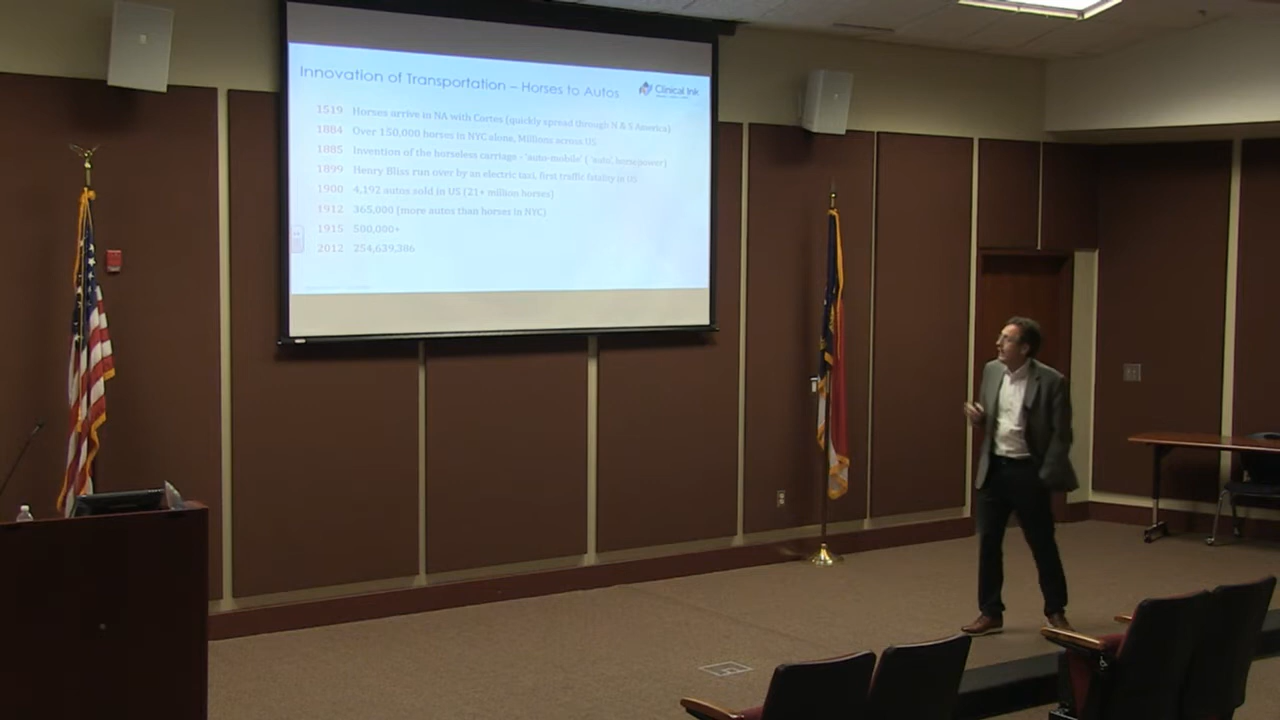 Innovation of Transportation – Horses to Autos
Clinical Ink
1519 Horses arrive in NA with Cortes (quickly spread through N & S America)
1884 Over 150,000 horses in NYC alone, Millions across US
1885 Invention of the horseless carriage - 'auto-mobile' ( 'auto', horse power)
1899 Henry Bliss run over by an electric taxi, first traffic fatality in US
1900 4,192 autos sold in US (21+ million horses)
1912 365,000 (more autos than horses in NYC)
1915 500,000+
2012 254,639,386